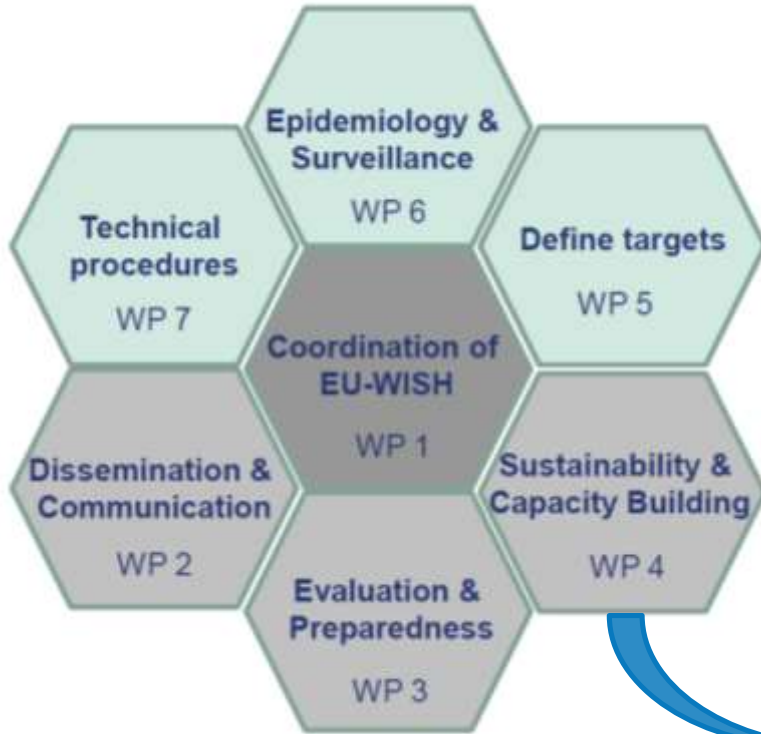 Epidemiology &
Surveillance
WP 6
Technical
procedures
WP 7
Define targets
WP 5
Coordination of
EU-WISH
WP 1
Dissemination &
Communication
WP 2
Sustainability &
Capacity Building
WP 4
Evaluation &
Preparedness
WP 3